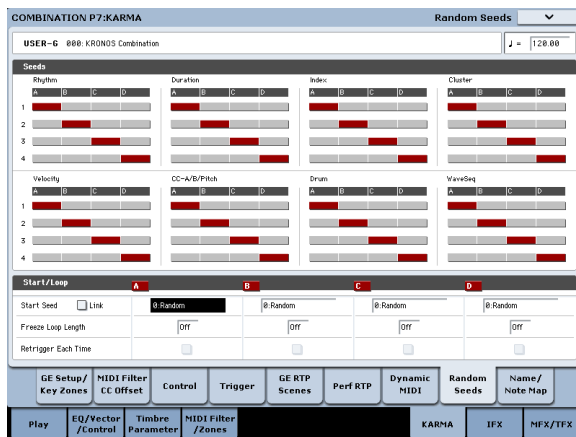 COMBINATION P7:KARMA Random Seeds
USER-G 000: KRONOS Combination ♩ = 120.00
Seeds
Rhythm Duration Index Cluster
A B C D A B C D A B C D A B C D
1
2
3
4
Velocity CC-A/B/Pitch Drum WaveSeq
A B C D A B C D A B C D A B C D
1
2
3
4
Start/Loop A B C D
Start Seed Link 0:Random 0:Random 0:Random 0:Random
Freeze Loop Length Off Off Off Off
Retrigger Each Time
GE Setup/ Key Zones MIDI Filter CC Offset Control Trigger GE RTP Scenes Perf RTP Dynamic MIDI Random Seeds Name/ Note Map
Play EQ/Vector /Control Timbre Parameter MIDI Filter /Zones KARMA IFX MFX/TFX